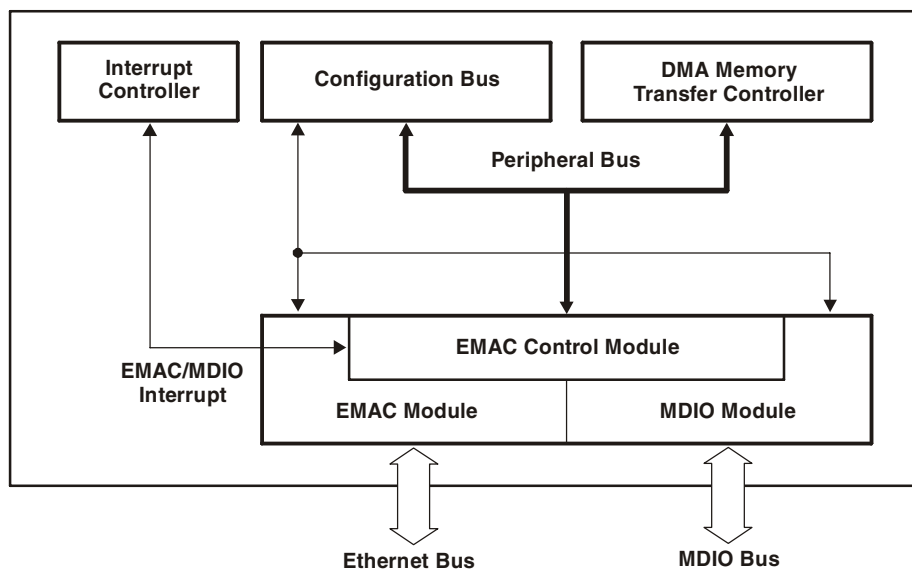 Interrupt
Controller
Configuration Bus
DMA Memory
Transfer Controller
Peripheral Bus
EMAC Control Module
EMAC/MDIO
Interrupt
EMAC Module
MDIO Module
Ethernet Bus
MDIO Bus